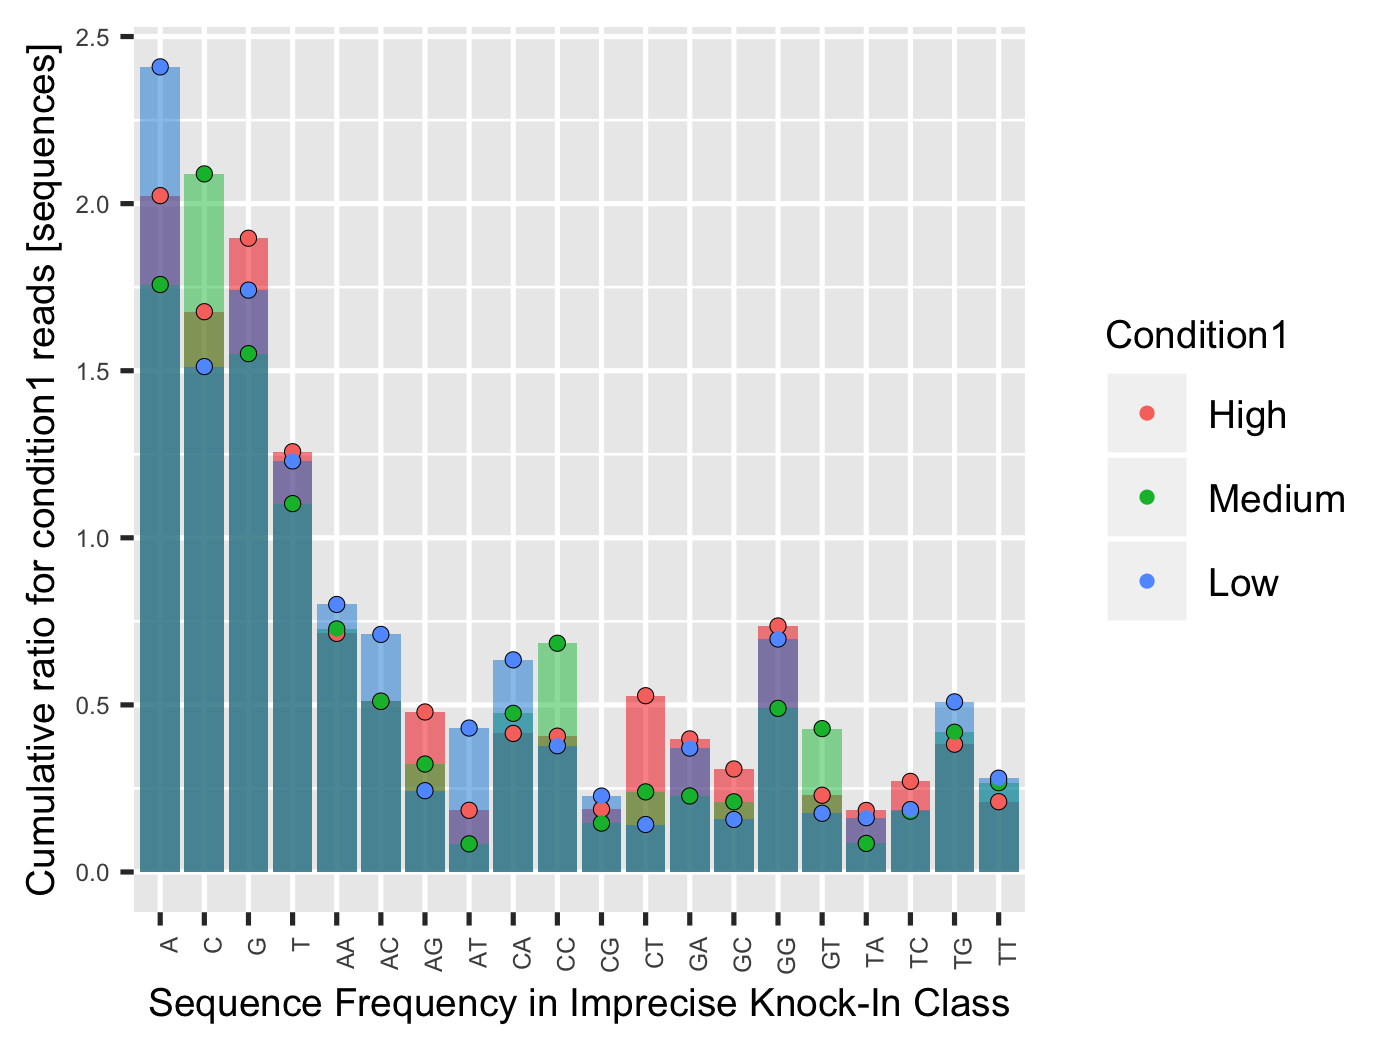 Cumulative ratio for condition1 reads [sequences]
2.5
2.0
1.5
1.0
0.5
0.0
A
C
G
T
AA
AC
AG
AT
CA
CC
CG
CT
GA
GC
GG
GT
TA
TC
TG
TT
Sequence Frequency in Imprecise Knock-In Class
Condition1
High
Medium
Low